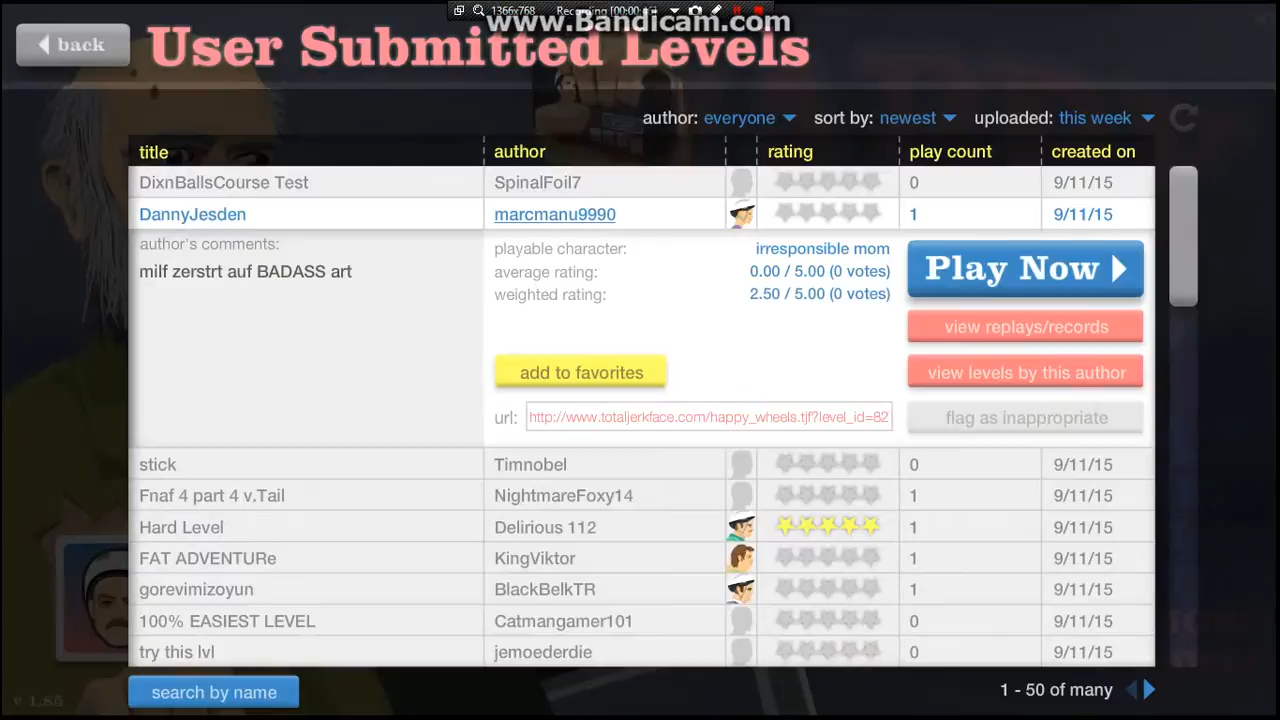 1366x768 Recording
www.Bandicam.com
back
User Submitted Levels
author: everyone sort by: newest uploaded: this week
title author rating play count created on
DixnBallsCourse Test SpinalFoil7 0 9/11/15
DannyJesden marcmanu9990 1 9/11/15
author's comments: playable character: irresponsible mom
milf zerstrt auf BADASS art average rating: 0.00 / 5.00 (0 votes)
weighted rating: 2.50 / 5.00 (0 votes)
Play Now
view replays/records
add to favorites view levels by this author
url: http://www.totaljerkface.com/happy_wheels.tjf?level_id=82 flag as inappropriate
stick Timnobel 0 9/11/15
Fnaf 4 part 4 v.Tail NightmareFoxy14 1 9/11/15
Hard Level Delirious 112 1 9/11/15
FAT ADVENTURe KingViktor 1 9/11/15
gorevimizoyun BlackBelkTR 1 9/11/15
100% EASIEST LEVEL Catmangamer101 0 9/11/15
try this lvl jemoederdie 0 9/11/15
search by name 1 - 50 of many
v 1.85